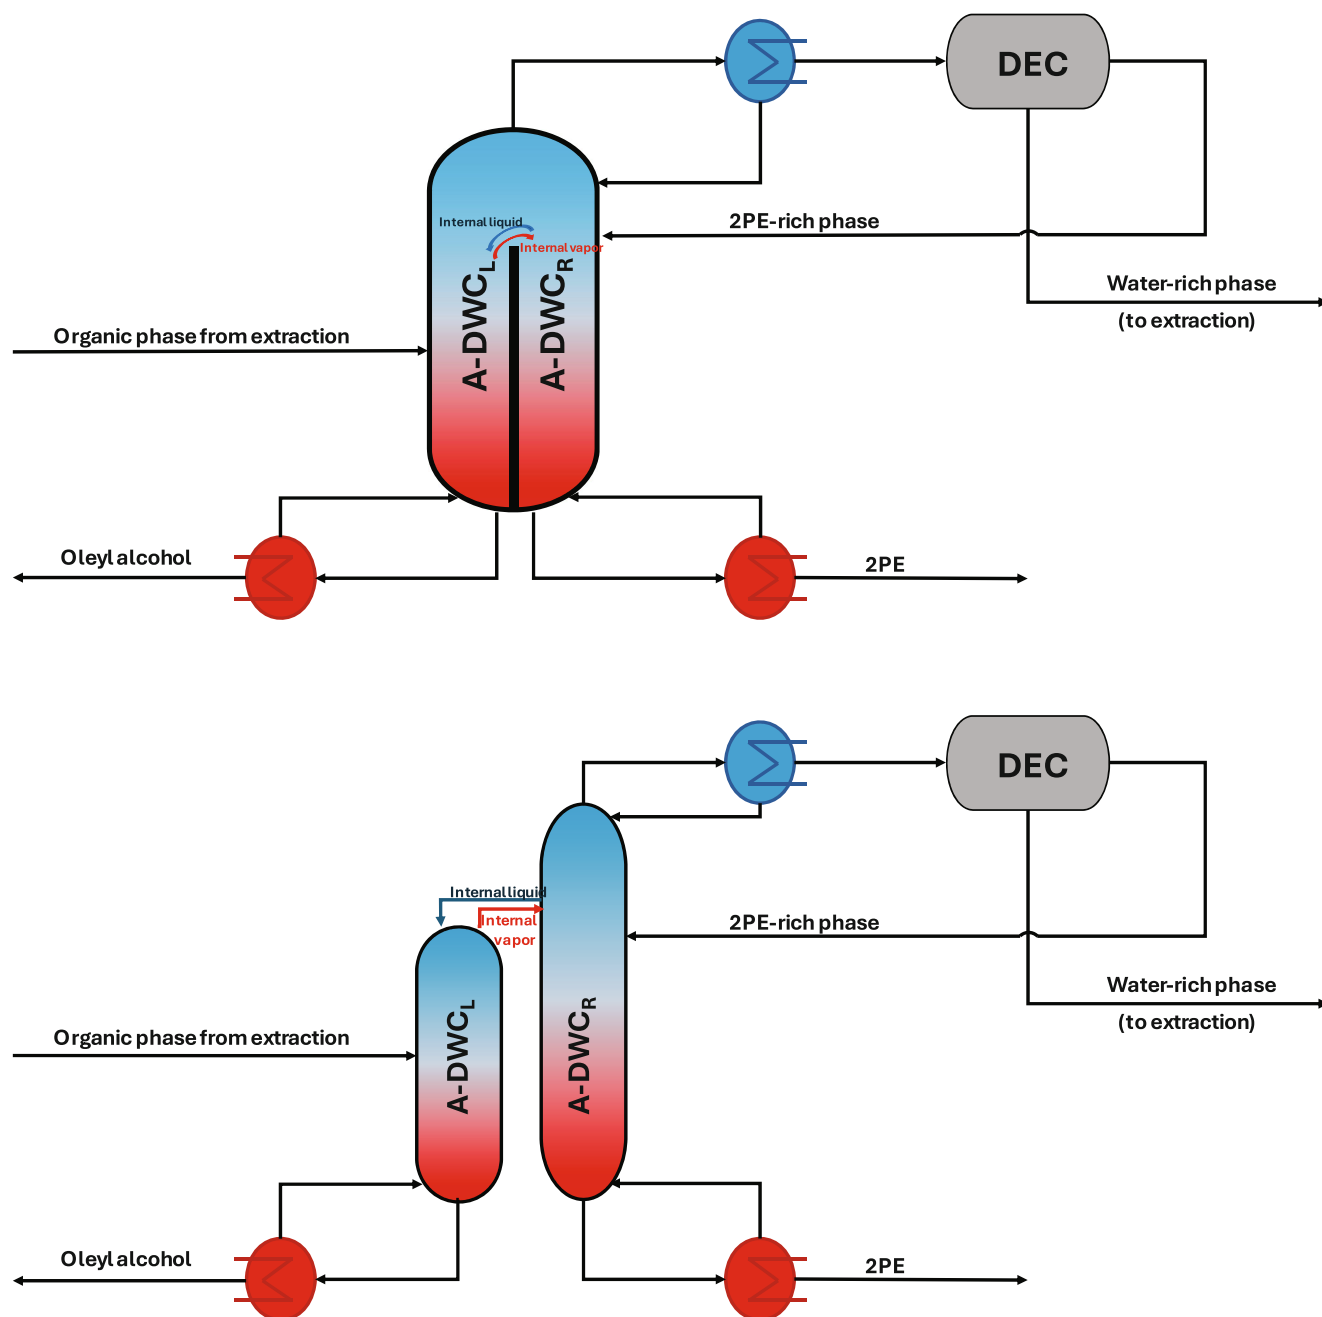 DEC
Internal liquid
2PE-rich phase
Internal vapor
A-DWCL
A-DWCR
Water-rich phase
(to extraction)
Organic phase from extraction
Oleyl alcohol
2PE
DEC
Internal liquid
Internal
vapor
2PE-rich phase
Water-rich phase
(to extraction)
A-DWCL
A-DWCR
Organic phase from extraction
Oleyl alcohol
2PE